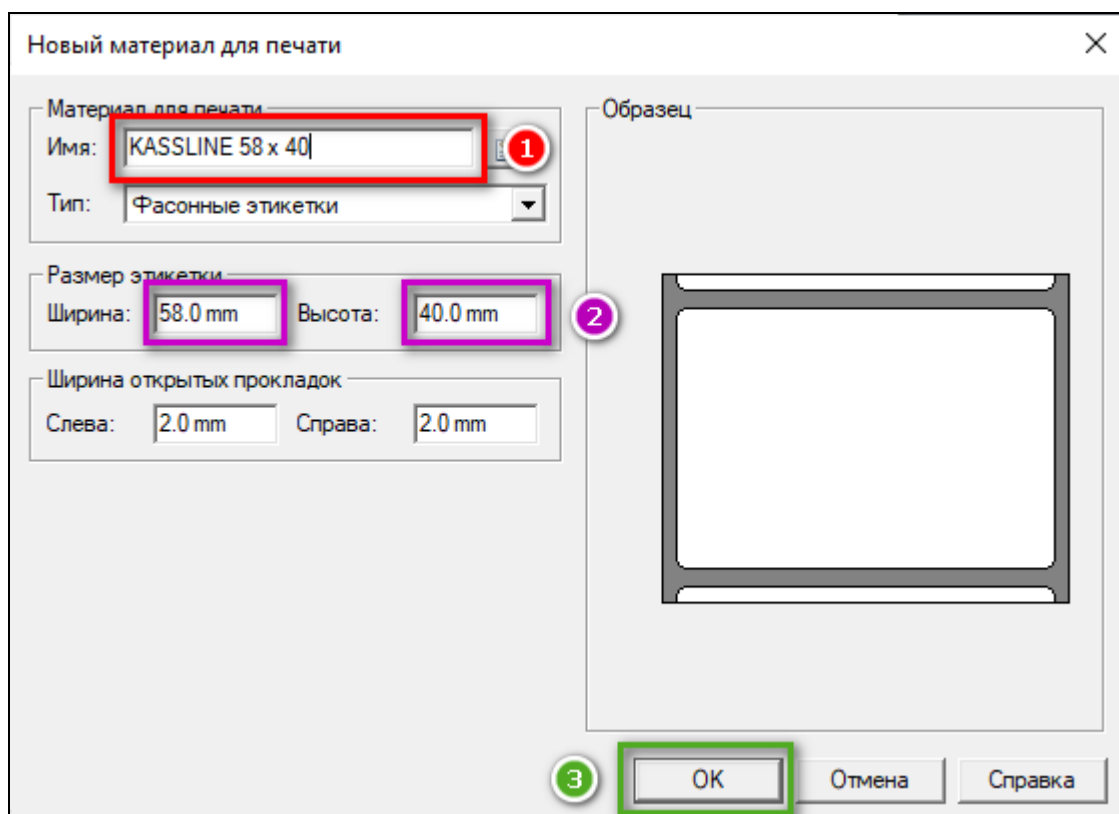 Новый материал для печати
Материал для печати
Образец
Имя: KASSLINE 58 x 40
1
Тип: Фасонные этикетки
Размер этикетки
Ширина: 58.0 mm Высота: 40.0 mm
2
Ширина открытых прокладок
Слева: 2.0 mm Справа: 2.0 mm
3
OK Отмена Справка